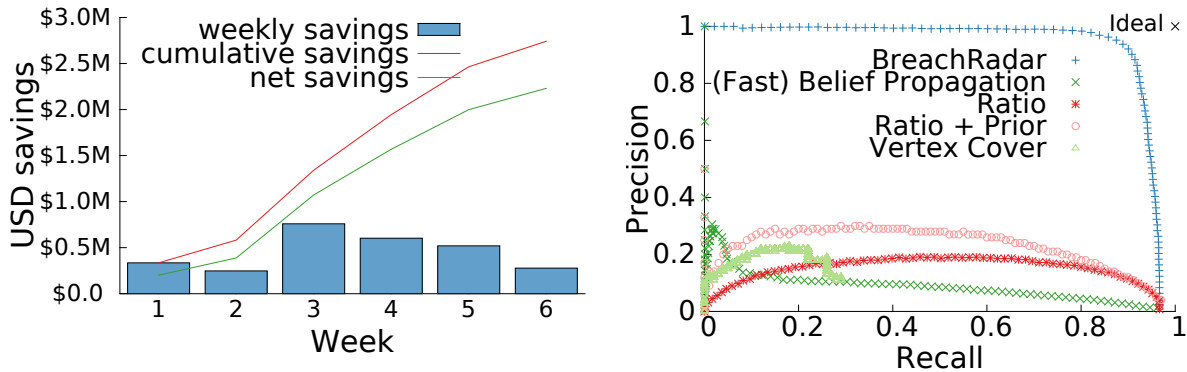 $3.0M
$2.5M
$2.0M
$1.5M
$1.0M
$0.5M
$0.0
USD savings
weekly savings
cumulative savings
net savings
1 2 3 4 5 6
Week
1
0.8
0.6
0.4
0.2
0
Precision
Ideal
BreachRadar
(Fast) Belief Propagation
Ratio
Ratio + Prior
Vertex Cover
0 0.2 0.4 0.6 0.8 1
Recall